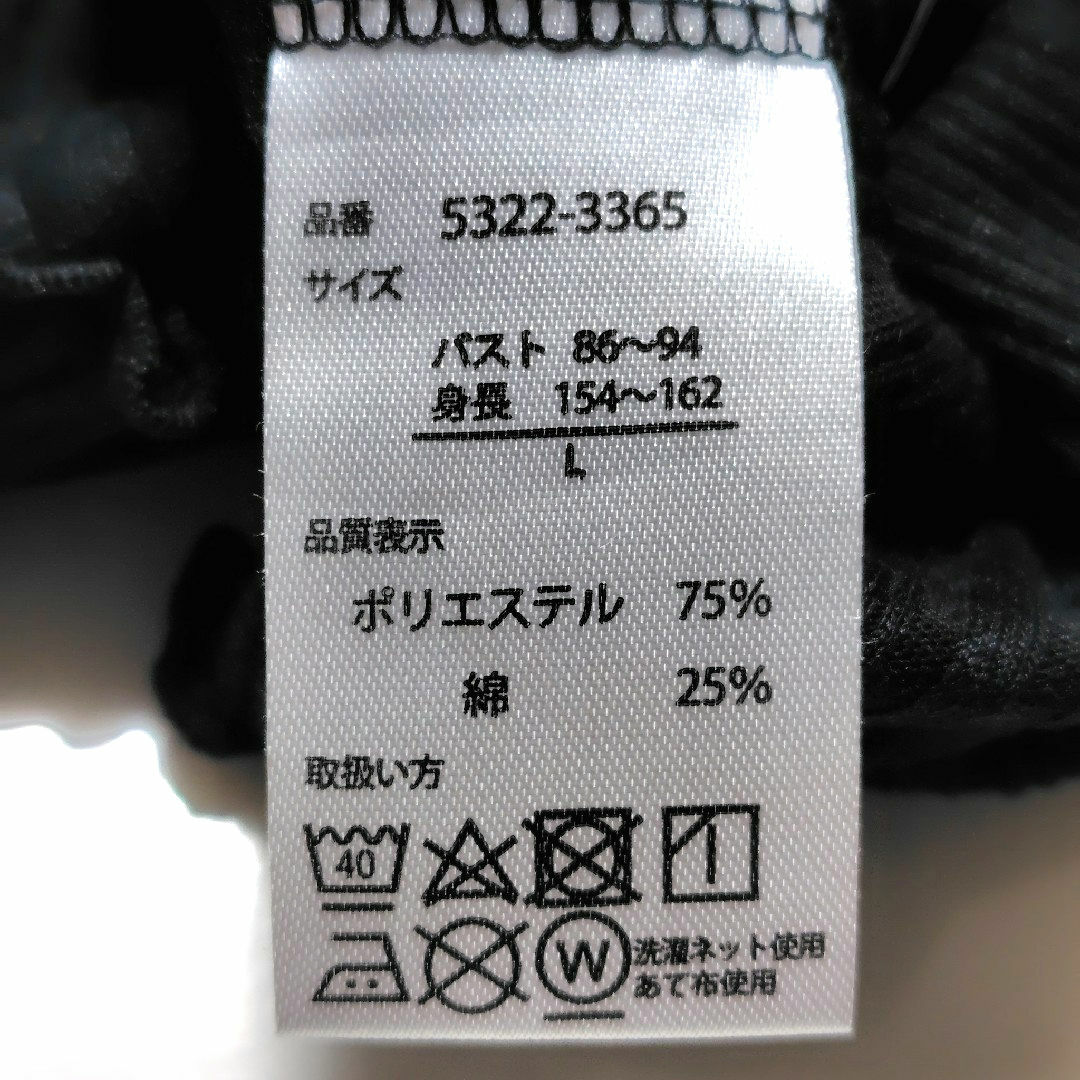 品番 5322-3365
サイズ
バスト 86～94
身長 154～162
L
品質表示
ポリエステル 75%
綿 25%
取扱い方
40
W
洗濯ネット使用
あて布使用